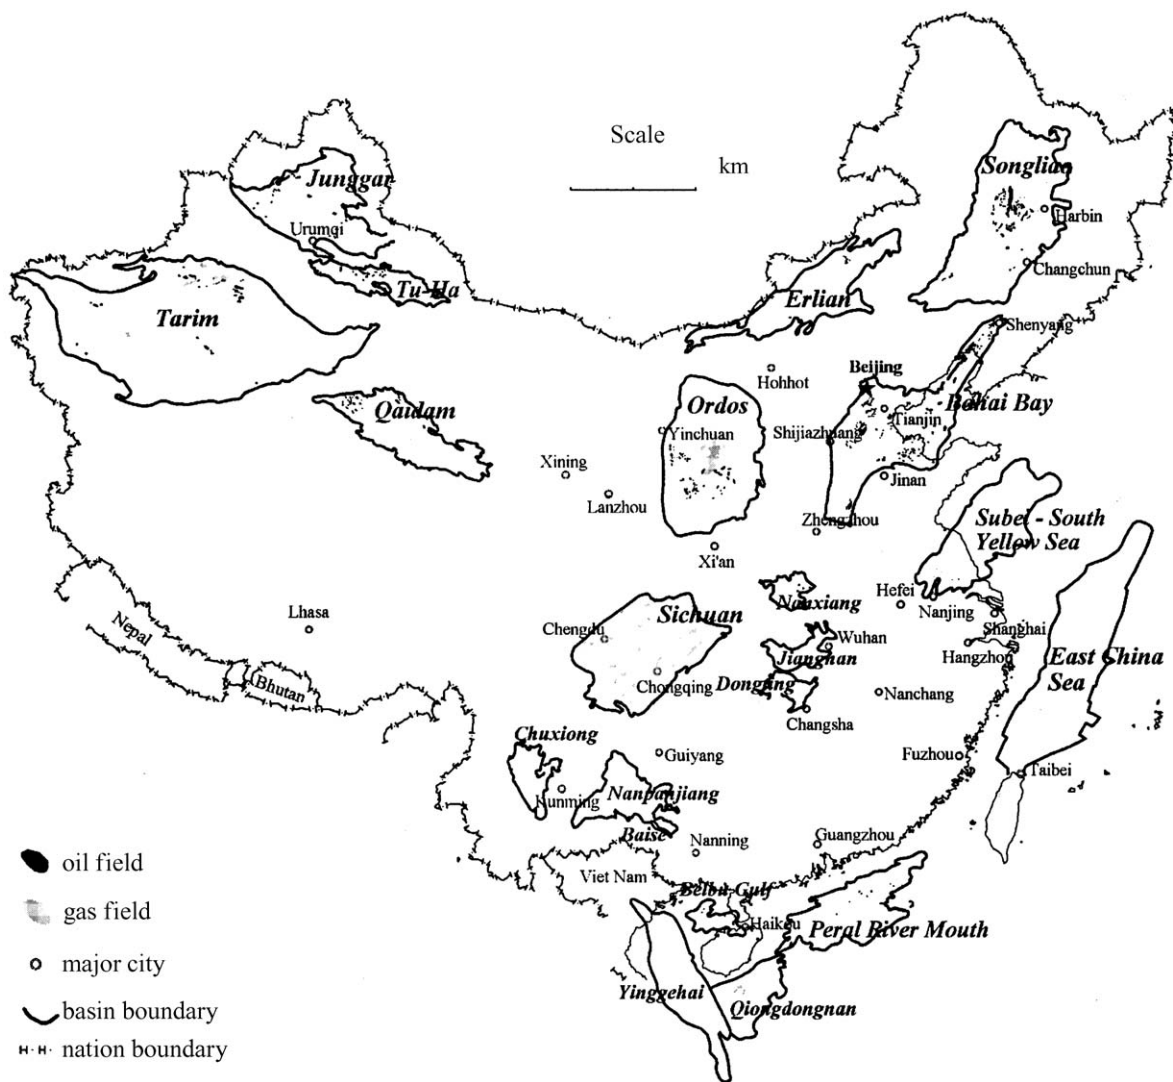 Scale
km
Junggar
Urumqi
Tu-Ha
Tarim
Qaidam
Songliao
Harbin
Changchun
Erlian
Shenyang
Beijing
Hohhot
Ordos
Bohai Bay
Tianjin
Yinchuan
Shijiazhuang
Xining
Jinan
Lanzhou
Zhengzhou
Subei - South
Yellow Sea
Xi'an
Nanxiang
Hefei
Nanjing
Shanghai
Lhasa
Sichuan
Chengdu
Wuhan
Jianghan
Hangzhou
East China
Sea
Nepal
Bhutan
Chongqing
Dongting
Nanchang
Changsha
Chuxiong
Guiyang
Fuzhou
Taibei
Kunming
Nanpanjiang
Baise
Nanning
Guangzhou
Viet Nam
Beibu Gulf
Haikou
Peral River Mouth
Yinggehai
Qiongdongnan
oil field
gas field
major city
basin boundary
nation boundary